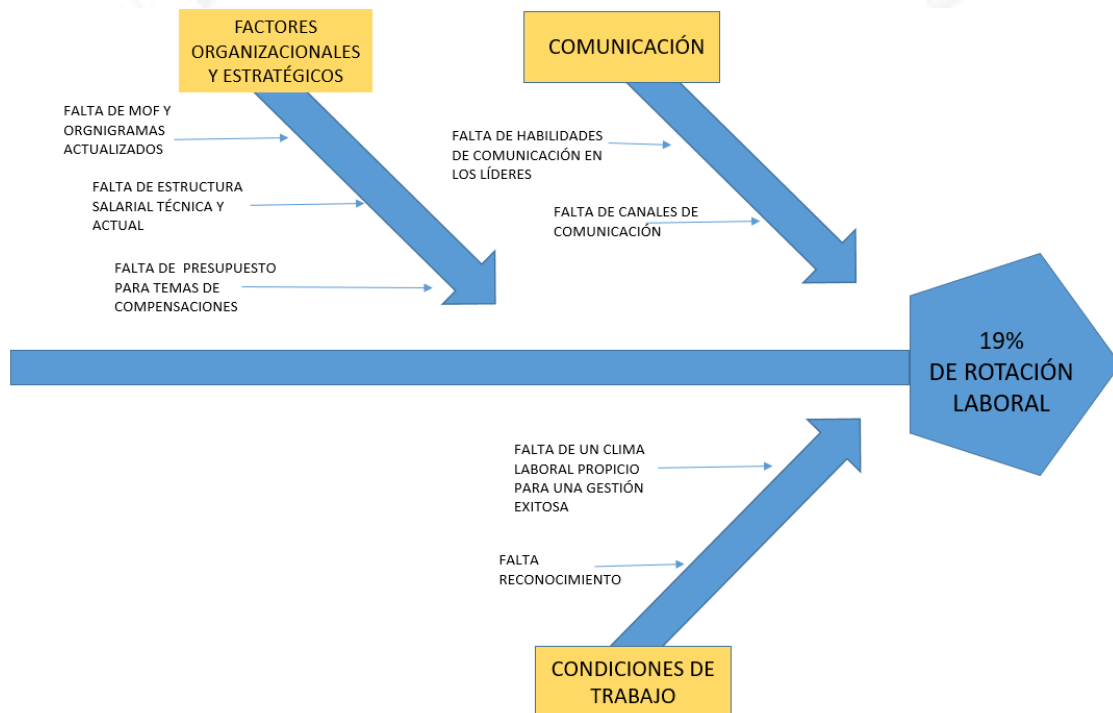 FACTORES
ORGANIZACIONALES
Y ESTRATÉGICOS
COMUNICACIÓN
FALTA DE MOF Y
ORGNIGRAMAS
ACTUALIZADOS
FALTA DE ESTRUCTURA
SALARIAL TÉCNICA Y
ACTUAL
FALTA DE PRESUPUESTO
PARA TEMAS DE
COMPENSACIONES
FALTA DE HABILIDADES
DE COMUNICACIÓN EN
LOS LÍDERES
FALTA DE CANALES DE
COMUNICACIÓN
19%
DE ROTACIÓN
LABORAL
FALTA DE UN CLIMA
LABORAL PROPICIO
PARA UNA GESTIÓN
EXITOSA
FALTA
RECONOCIMIENTO
CONDICIONES DE
TRABAJO